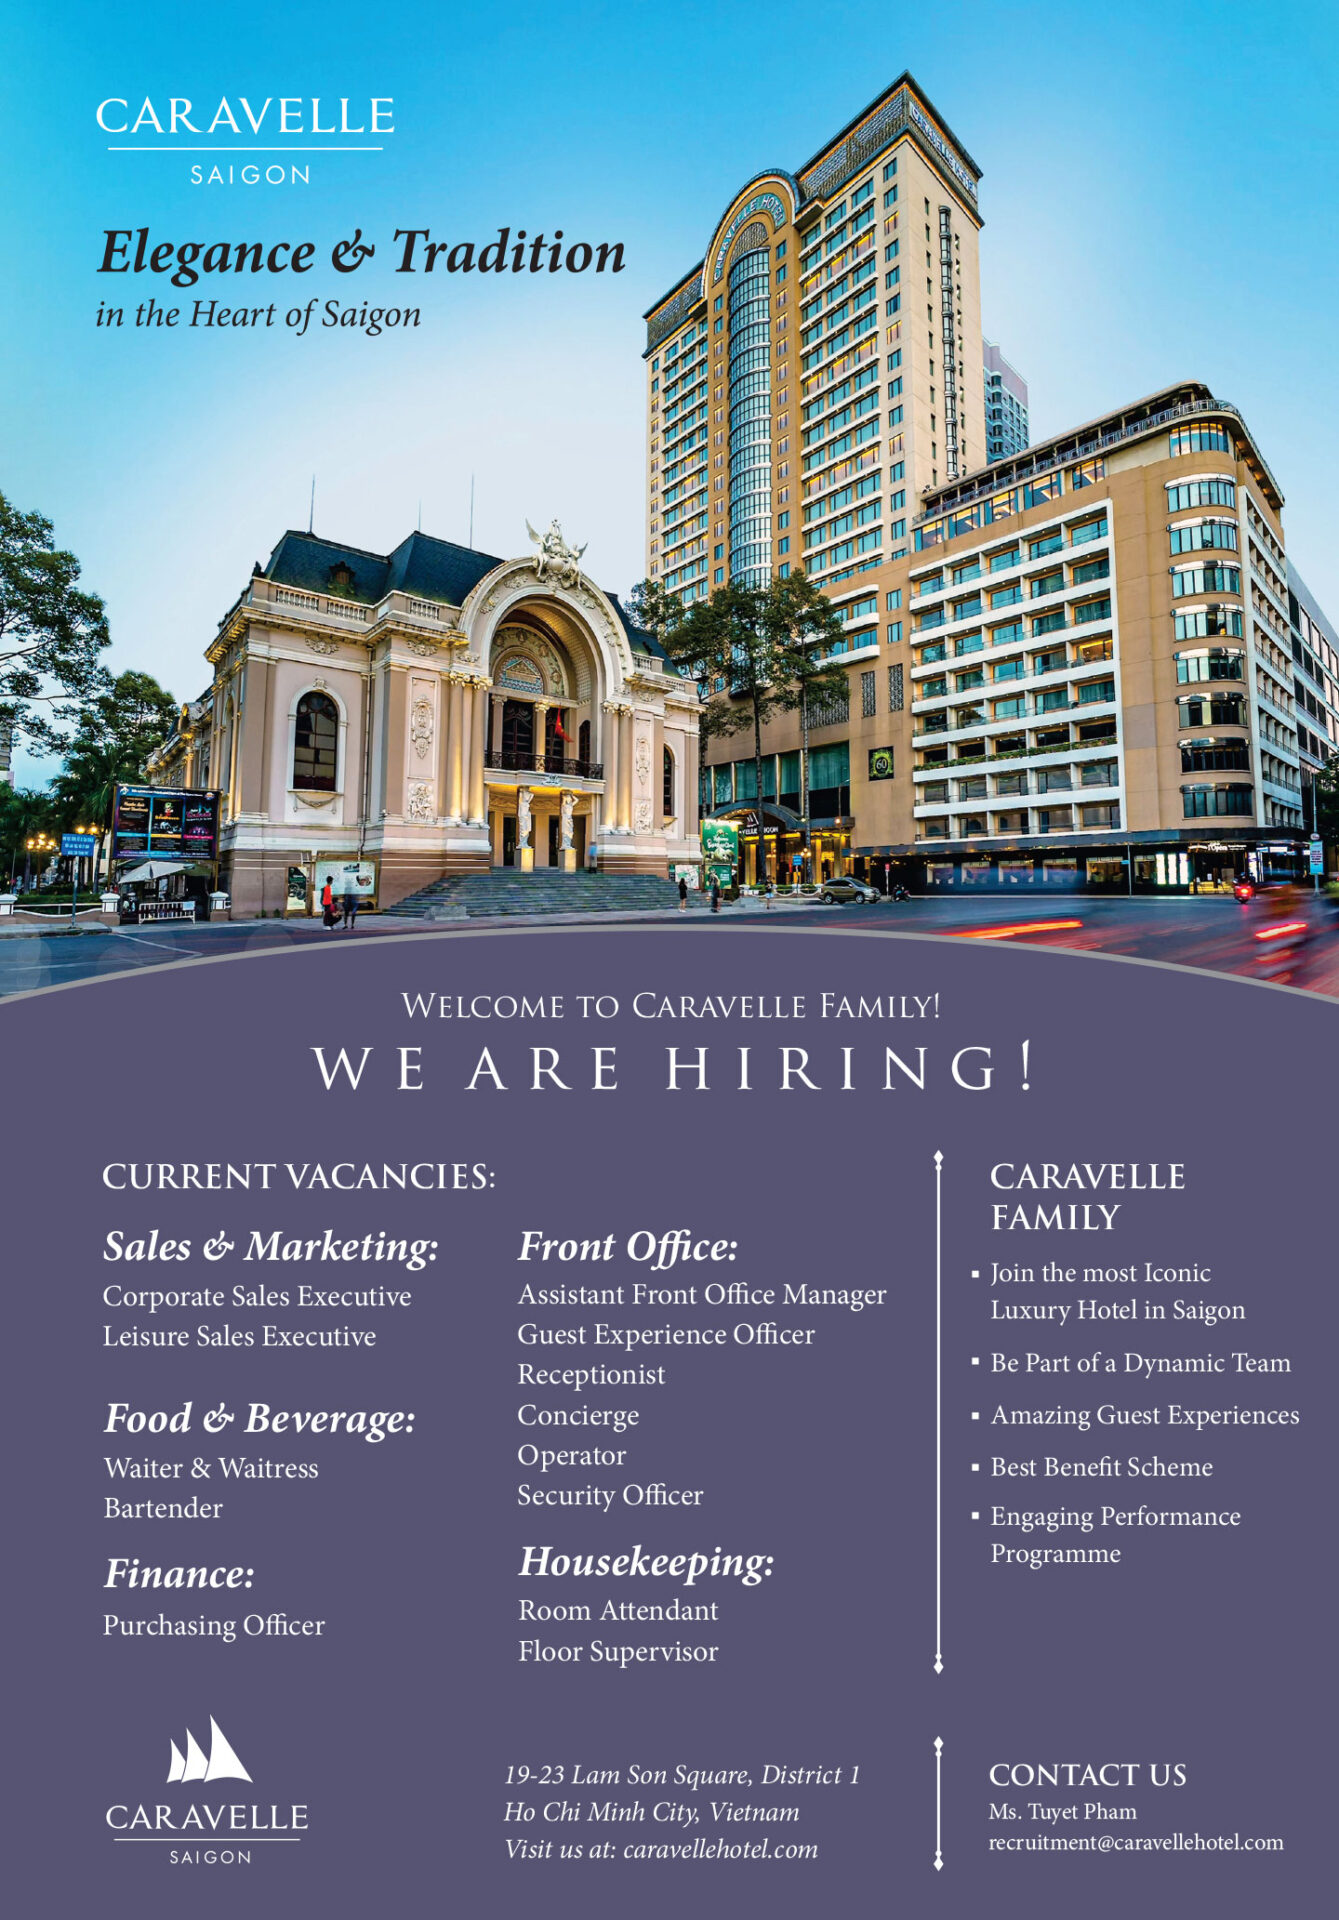 CARAVELLE
SAIGON
Elegance & Tradition
in the Heart of Saigon
CARAVELLE HOTEL
60
WELCOME TO CARAVELLE FAMILY!
WE ARE HIRING!
CURRENT VACANCIES:
Sales & Marketing:
Corporate Sales Executive
Leisure Sales Executive
Food & Beverage:
Waiter & Waitress
Bartender
Finance:
Purchasing Officer
Front Office:
Assistant Front Office Manager
Guest Experience Officer
Receptionist
Concierge
Operator
Security Officer
Housekeeping:
Room Attendant
Floor Supervisor
CARAVELLE
FAMILY
▪ Join the most Iconic
Luxury Hotel in Saigon
▪ Be Part of a Dynamic Team
▪ Amazing Guest Experiences
▪ Best Benefit Scheme
▪ Engaging Performance
Programme
CARAVELLE
SAIGON
19-23 Lam Son Square, District 1
Ho Chi Minh City, Vietnam
Visit us at: caravellehotel.com
CONTACT US
Ms. Tuyet Pham
recruitment@caravellehotel.com